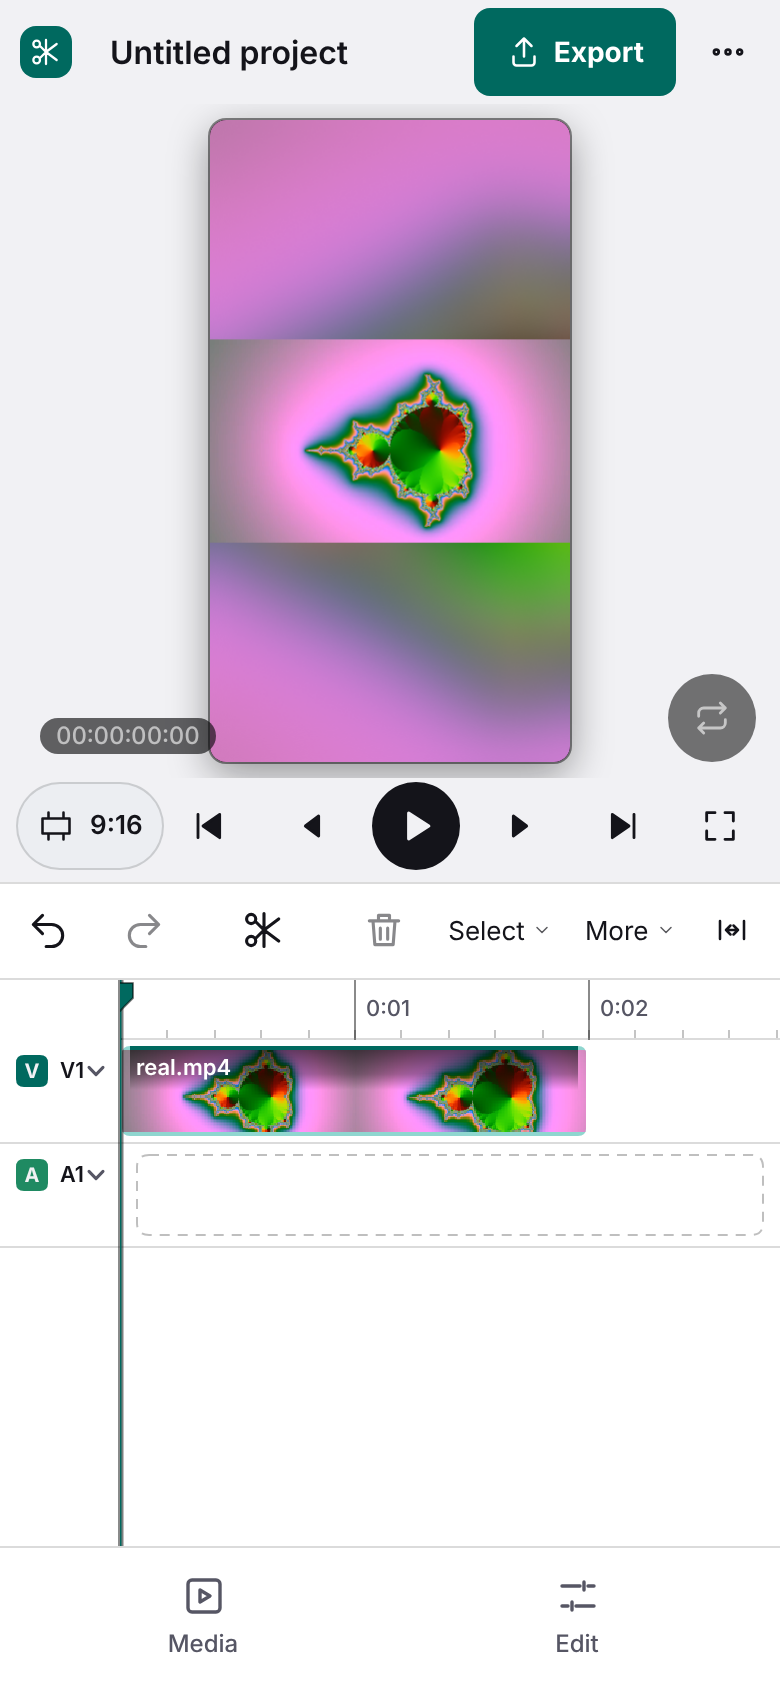 Untitled project
Export
00:00:00:00
9:16
Select
More
0:01
0:02
V
V1
real.mp4
A
A1
Media
Edit